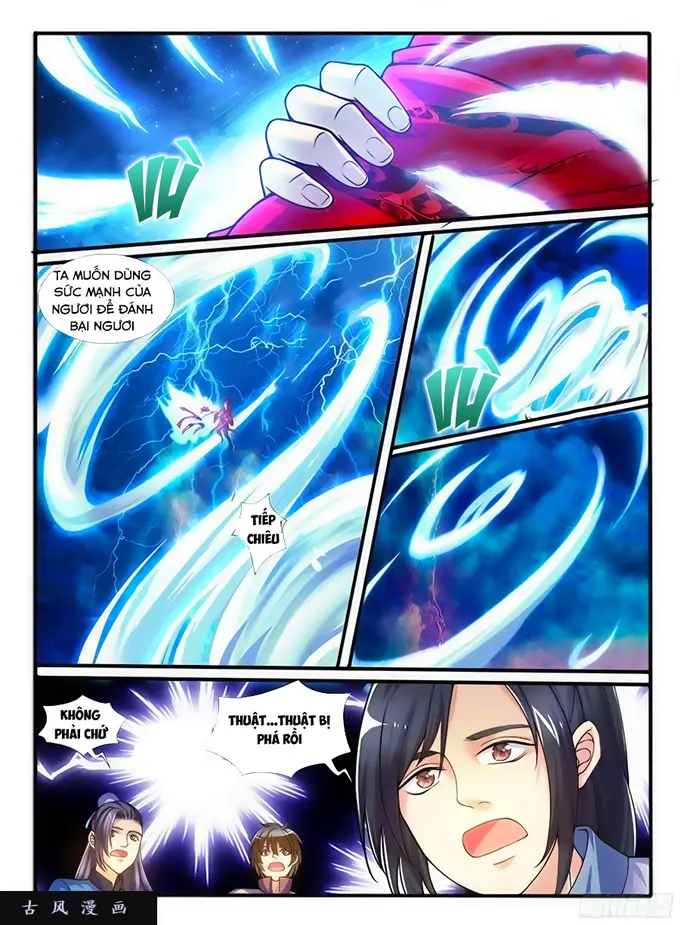 VÙ
TA MUỐN DÙNG
SỨC MẠNH CỦA
NGƯƠI ĐỂ ĐÁNH
BẠI NGƯƠI
VÙ
TIẾP
CHIÊU
KHÔNG
PHẢI CHỨ
THUẬT...THUẬT BỊ
PHÁ RỒI
古风漫画